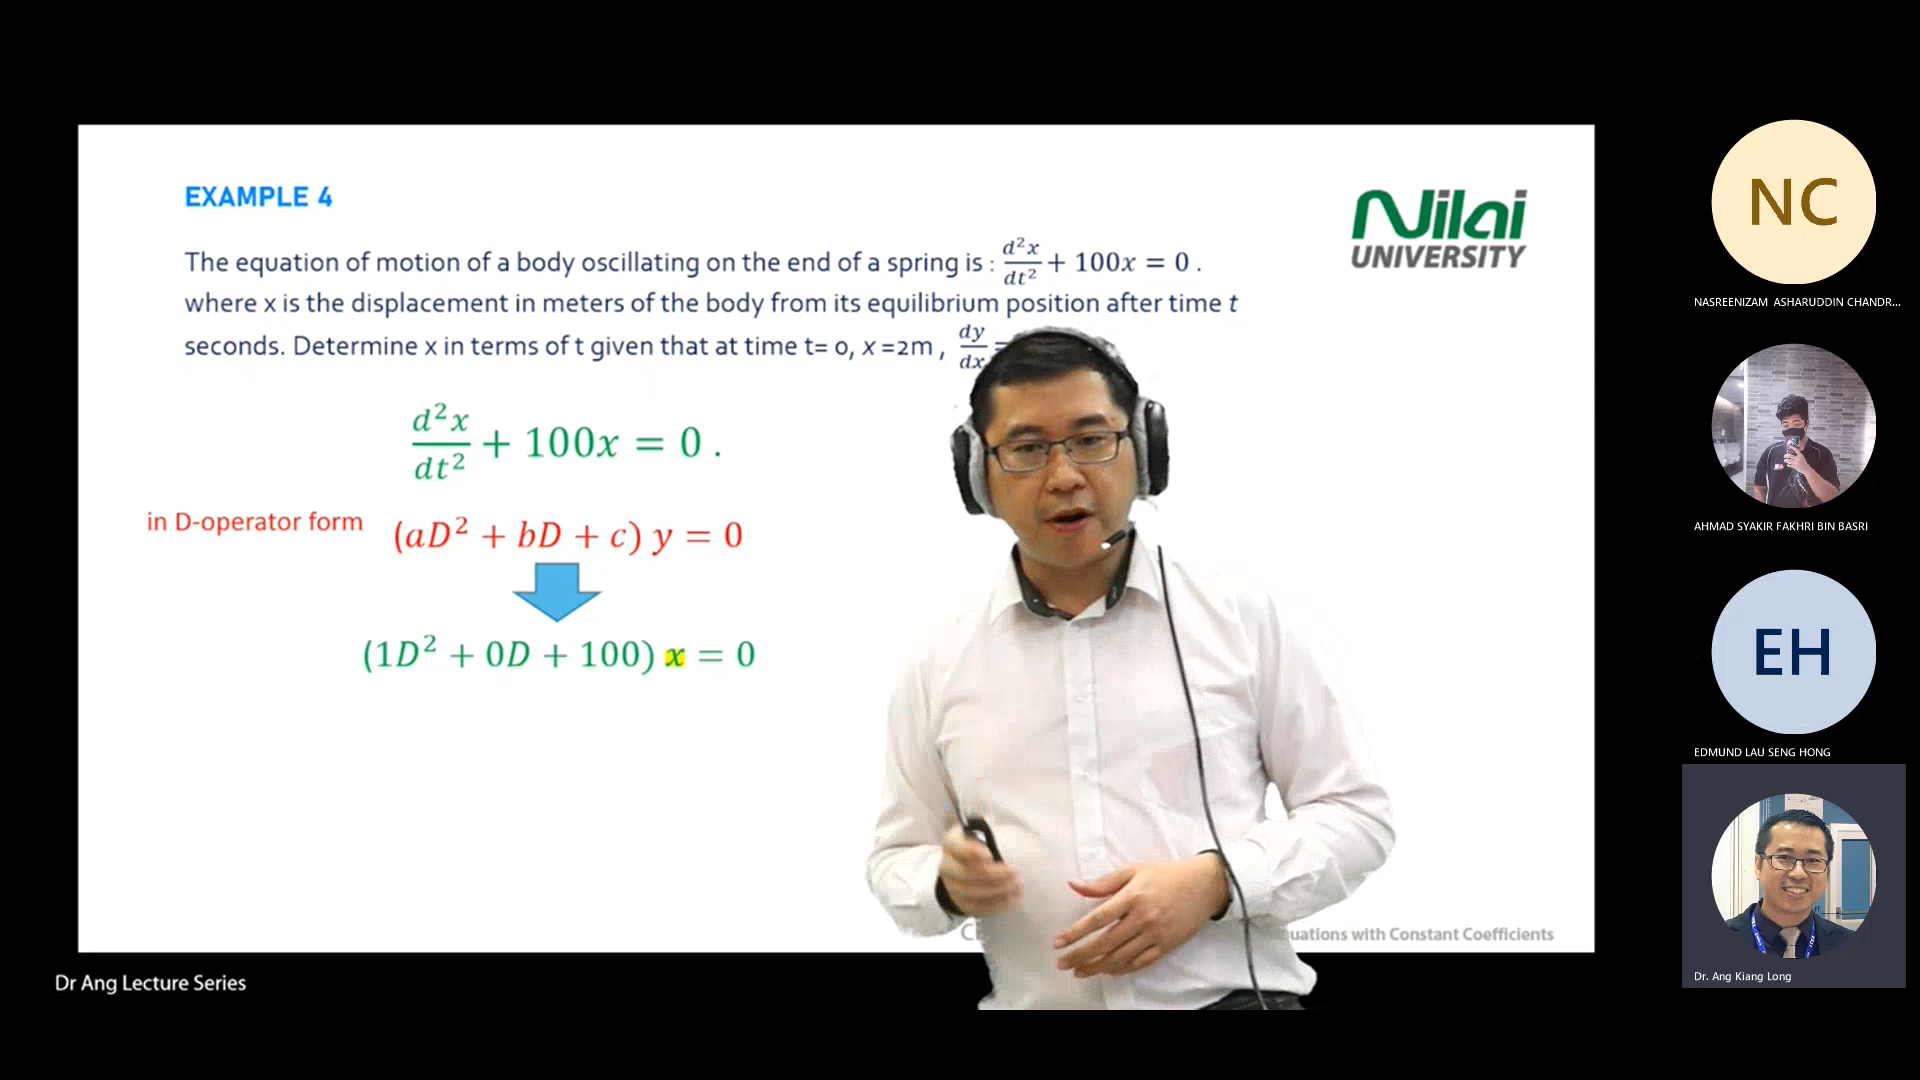 EXAMPLE 4
Nilai
UNIVERSITY
The equation of motion of a body oscillating on the end of a spring is : d²x/dt² + 100x = 0 .
where x is the displacement in meters of the body from its equilibrium position after time t
seconds. Determine x in terms of t given that at time t= 0, x =2m , dy/dx =
d²x/dt² + 100x = 0 .
in D-operator form (aD² + bD + c) y = 0
(1D² + 0D + 100) x = 0
with Constant Coefficients
Dr Ang Lecture Series
NC
NASREENIZAM ASHARUDDIN CHANDR...
AHMAD SYAKIR FAKHRI BIN BASRI
EH
EDMUND LAU SENG HONG
Dr. Ang Kiang Long